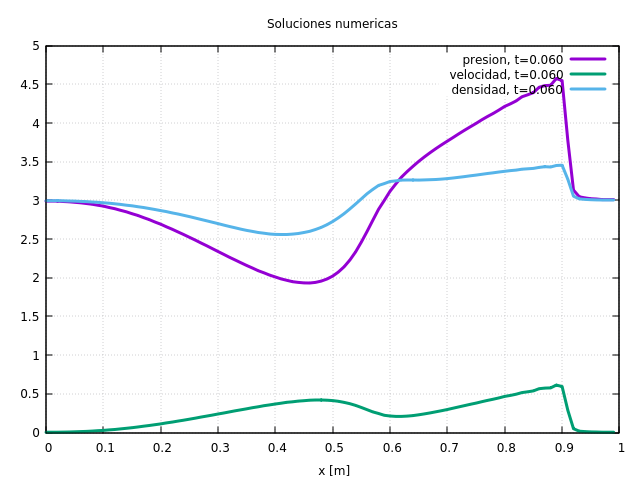 Soluciones numericas
5
4.5
4
3.5
3
2.5
2
1.5
1
0.5
0
presion, t=0.060
velocidad, t=0.060
densidad, t=0.060
0 0.1 0.2 0.3 0.4 0.5 0.6 0.7 0.8 0.9 1
x [m]